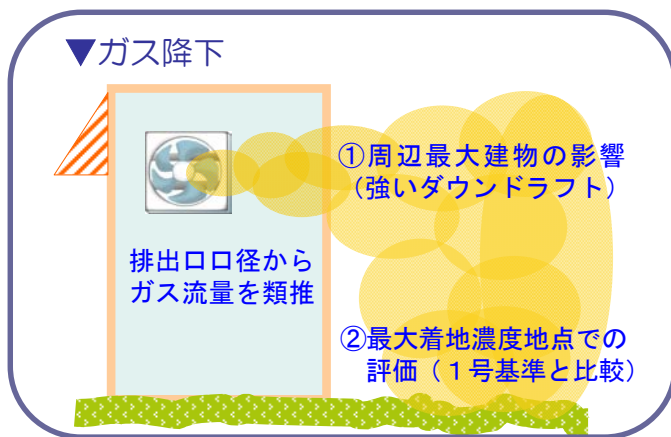 ▼ガス降下
①周辺最大建物の影響
（強いダウンドラフト）
排出口口径から
ガス流量を類推
②最大着地濃度地点での
評価（１号基準と比較）